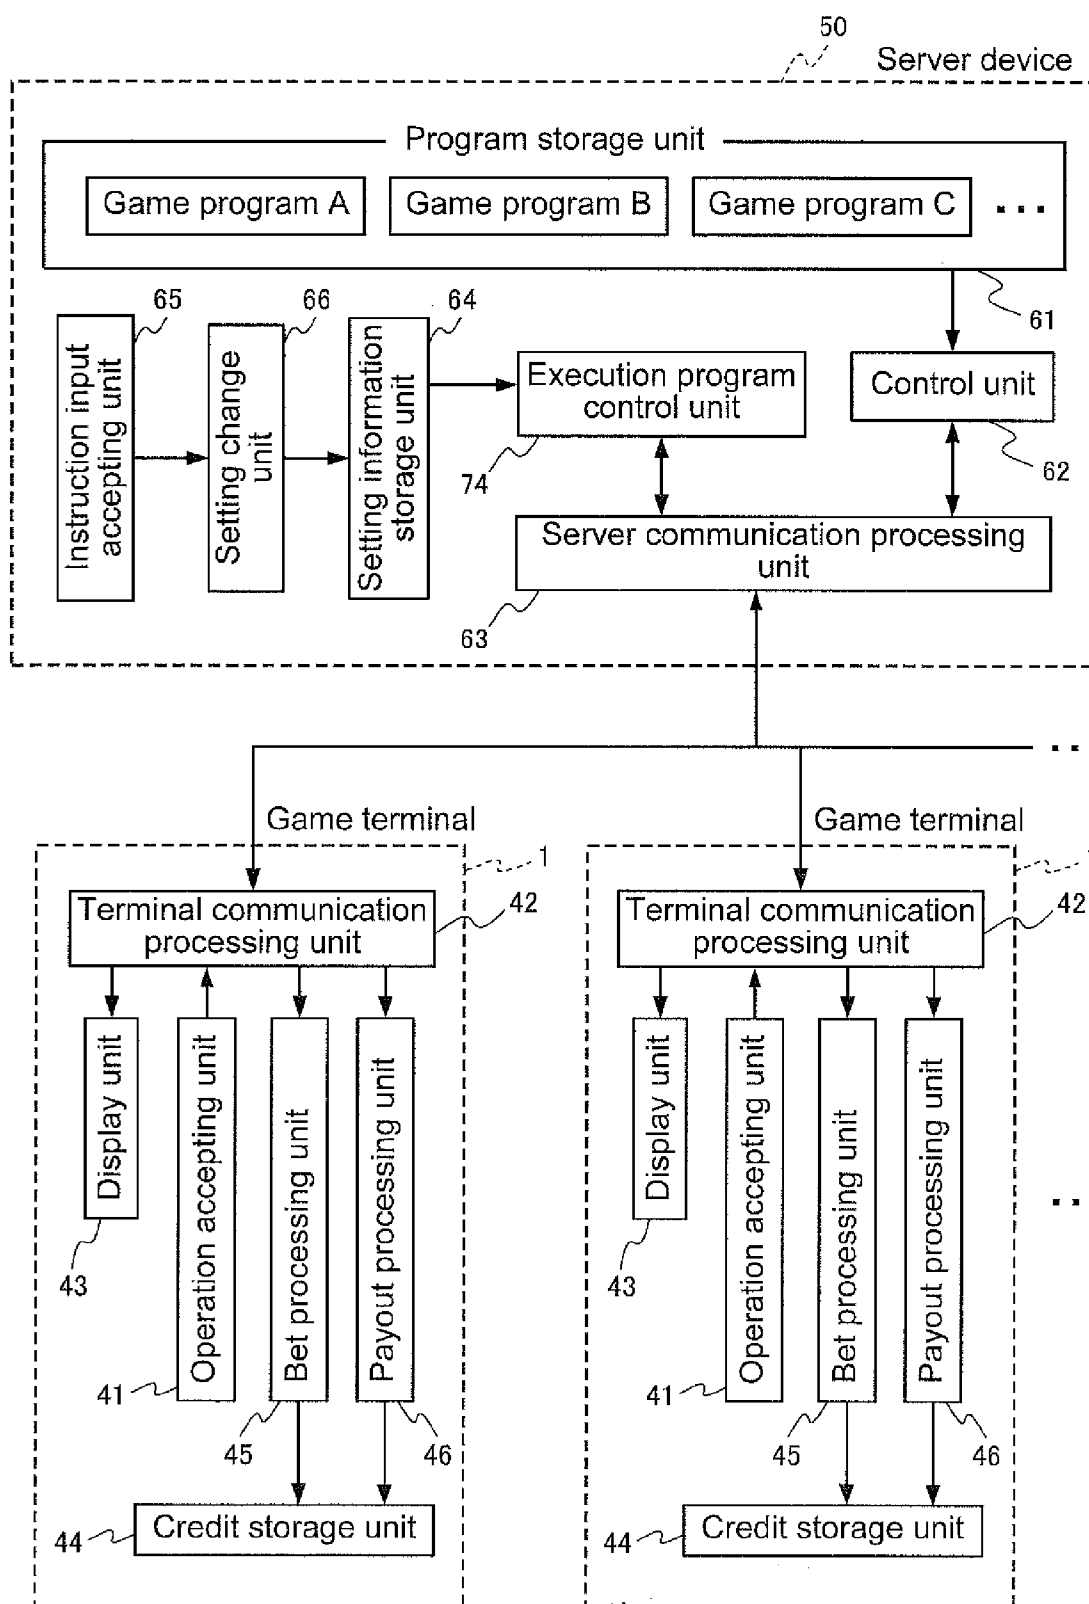 50
Server device
Program storage unit
Game program A
Game program B
Game program C
...
61
65
66
64
Instruction input
accepting unit
Setting change
unit
Setting information
storage unit
Execution program
control unit
74
Control unit
62
Server communication processing
unit
63
..
Game terminal
1
Terminal communication
processing unit
42
Display unit
43
Operation accepting unit
41
Bet processing unit
45
Payout processing unit
46
Credit storage unit
44
Game terminal
Terminal communication
processing unit
42
Display unit
43
Operation accepting unit
41
Bet processing unit
45
Payout processing unit
46
Credit storage unit
44
..